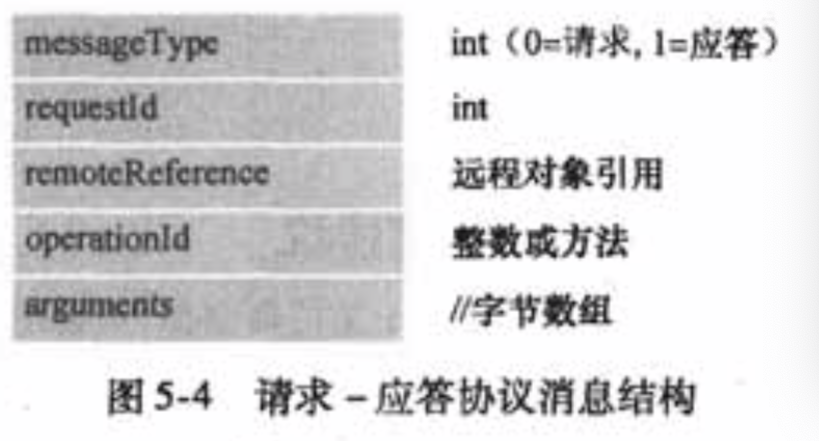 messageType int（0=请求, 1=应答）
requestId int
remoteReference 远程对象引用
operationId 整数或方法
arguments //字节数组
图 5-4 请求－应答协议消息结构